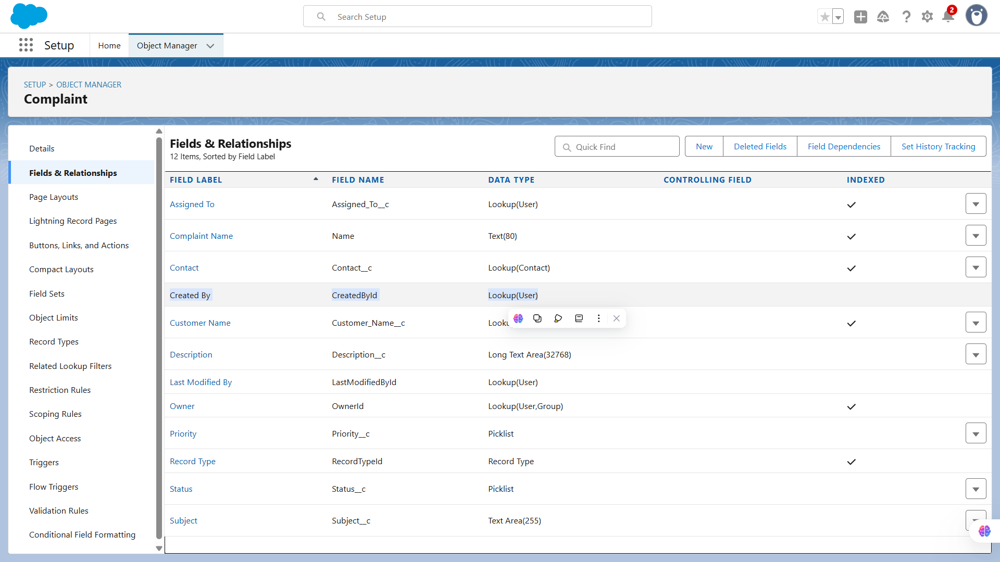 Search Setup
2
Setup
Home
Object Manager
SETUP > OBJECT MANAGER
Complaint
Details
Fields & Relationships
Page Layouts
Lightning Record Pages
Buttons, Links, and Actions
Compact Layouts
Field Sets
Object Limits
Record Types
Related Lookup Filters
Restriction Rules
Scoping Rules
Object Access
Triggers
Flow Triggers
Validation Rules
Conditional Field Formatting
Fields & Relationships
12 Items, Sorted by Field Label
Quick Find
New
Deleted Fields
Field Dependencies
Set History Tracking
FIELD LABEL FIELD NAME DATA TYPE CONTROLLING FIELD INDEXED
Assigned To Assigned_To__c Lookup(User)
Complaint Name Name Text(80)
Contact Contact__c Lookup(Contact)
Created By CreatedById Lookup(User)
Customer Name Customer_Name__c
Description Description__c Long Text Area(32768)
Last Modified By LastModifiedById Lookup(User)
Owner OwnerId Lookup(User,Group)
Priority Priority__c Picklist
Record Type RecordTypeId Record Type
Status Status__c Picklist
Subject Subject__c Text Area(255)